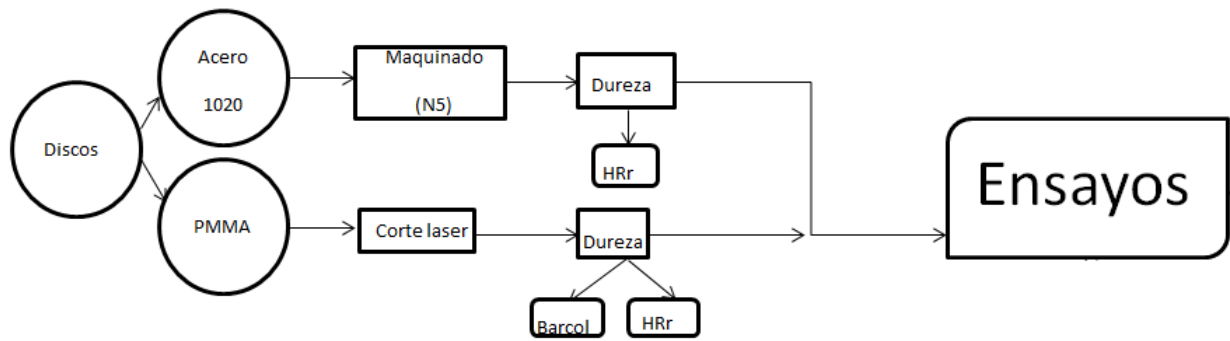 Discos
Acero
1020
Maquinado
(N5)
Dureza
HRr
PMMA
Corte laser
Dureza
Barcol
HRr
Ensayos